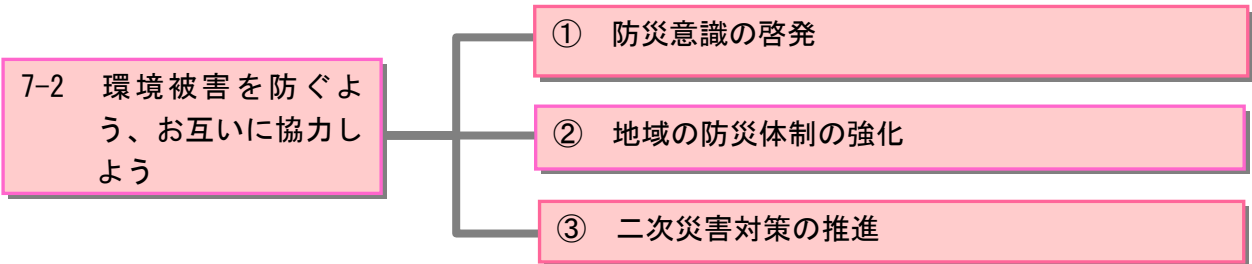 7-2　環境被害を防ぐよ
う、お互いに協力し
よう
①　防災意識の啓発
②　地域の防災体制の強化
③　二次災害対策の推進